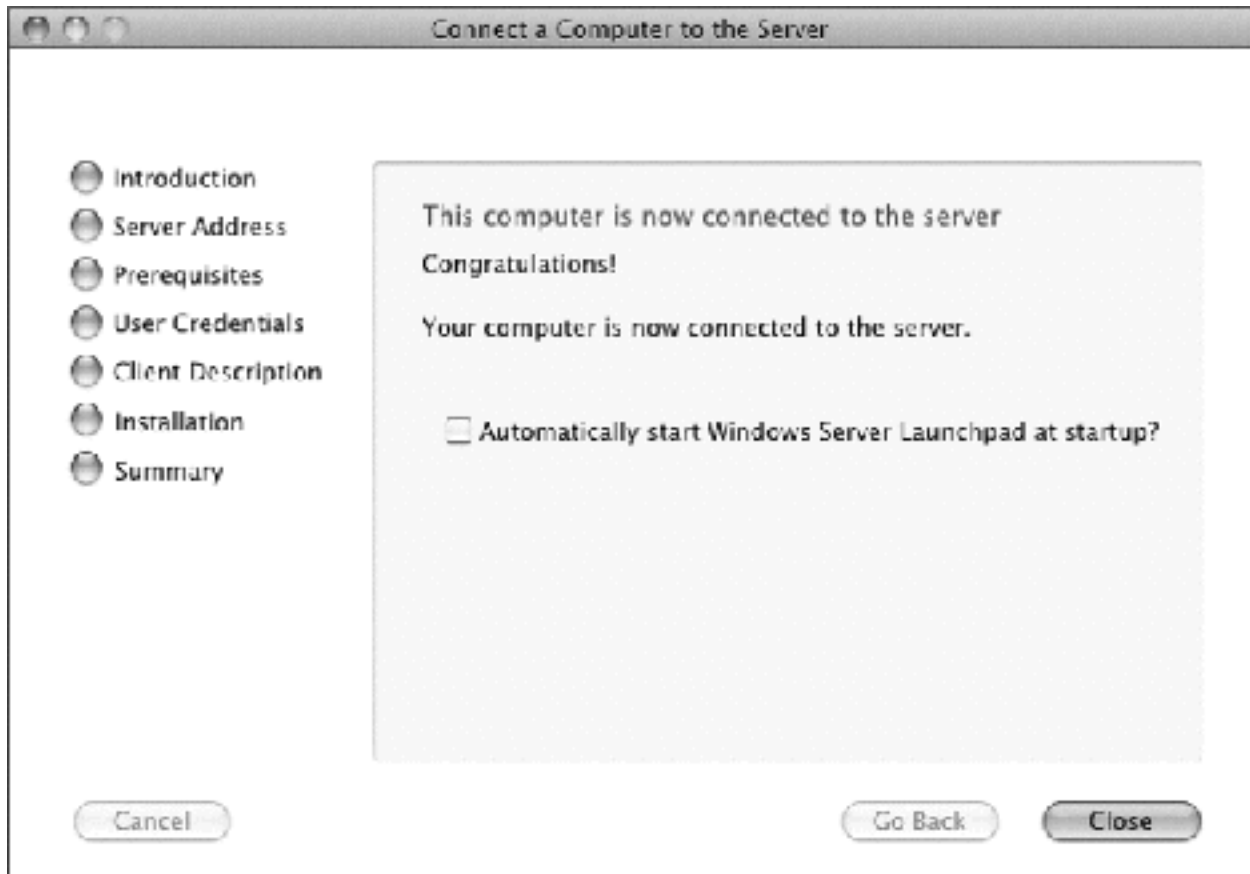 Connect a Computer to the Server
Introduction
Server Address
Prerequisites
User Credentials
Client Description
Installation
Summary
This computer is now connected to the server
Congratulations!
Your computer is now connected to the server.
Automatically start Windows Server Launchpad at startup?
Cancel
Go Back
Close